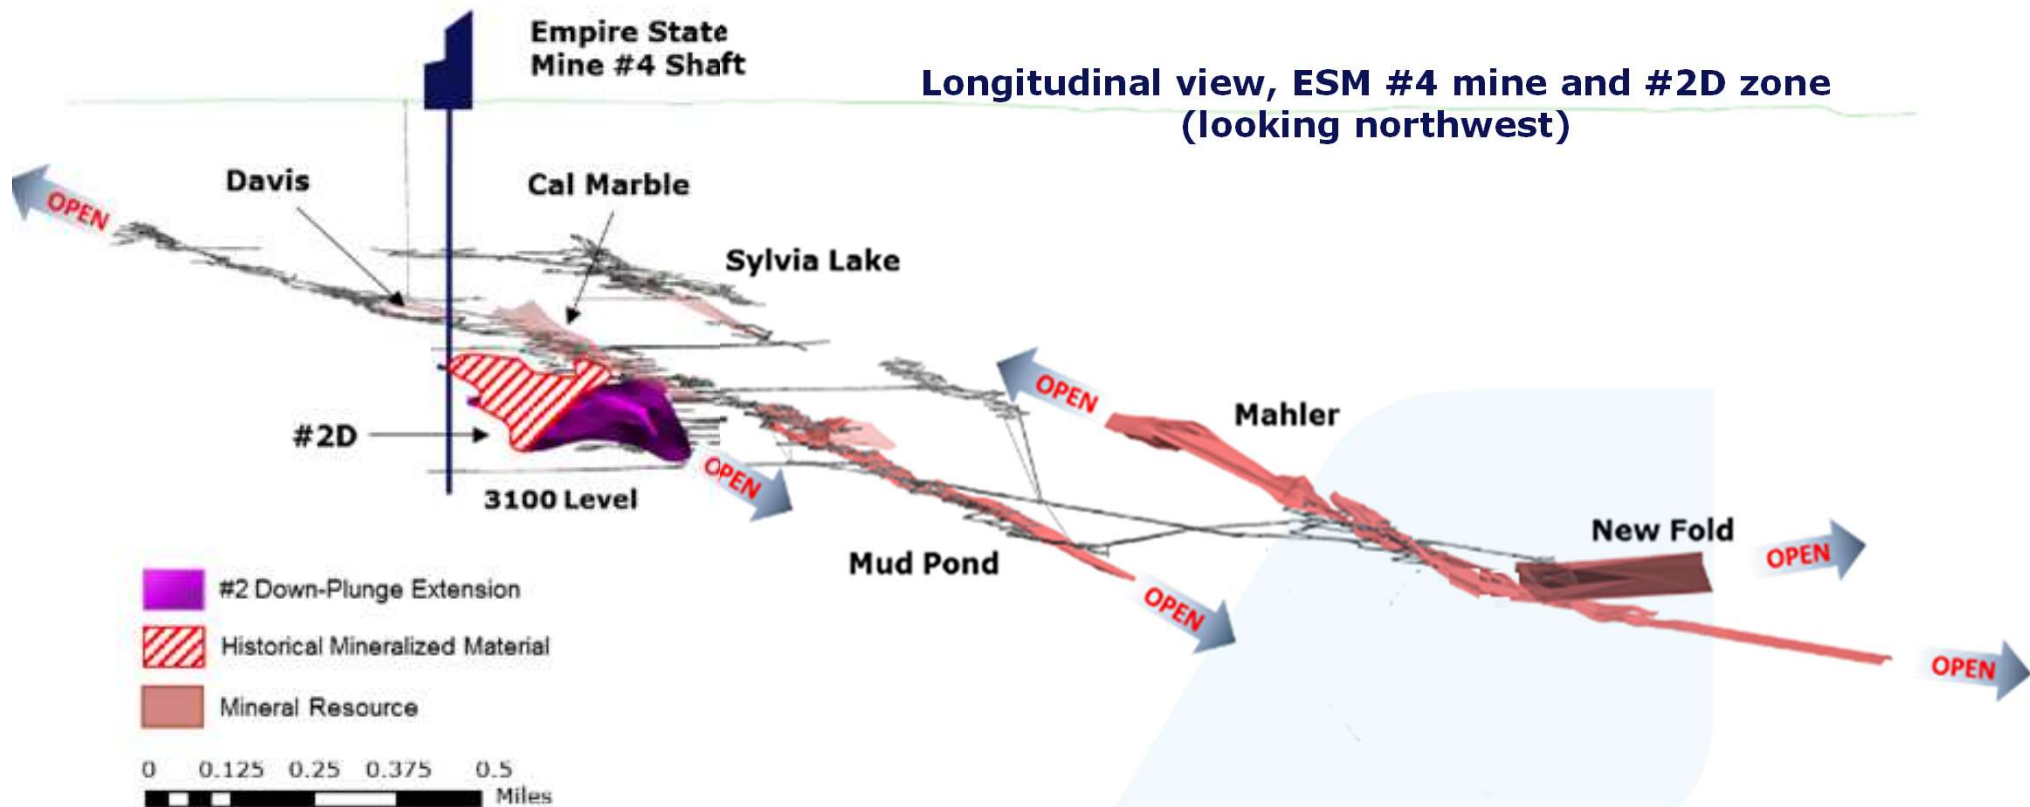 Empire State
Mine #4 Shaft
Longitudinal view, ESM #4 mine and #2D zone
(looking northwest)
Davis
Cal Marble
OPEN
Sylvia Lake
OPEN
Mahler
#2D
OPEN
3100 Level
New Fold
OPEN
Mud Pond
OPEN
OPEN
#2 Down-Plunge Extension
Historical Mineralized Material
Mineral Resource
0 0.125 0.25 0.375 0.5
Miles